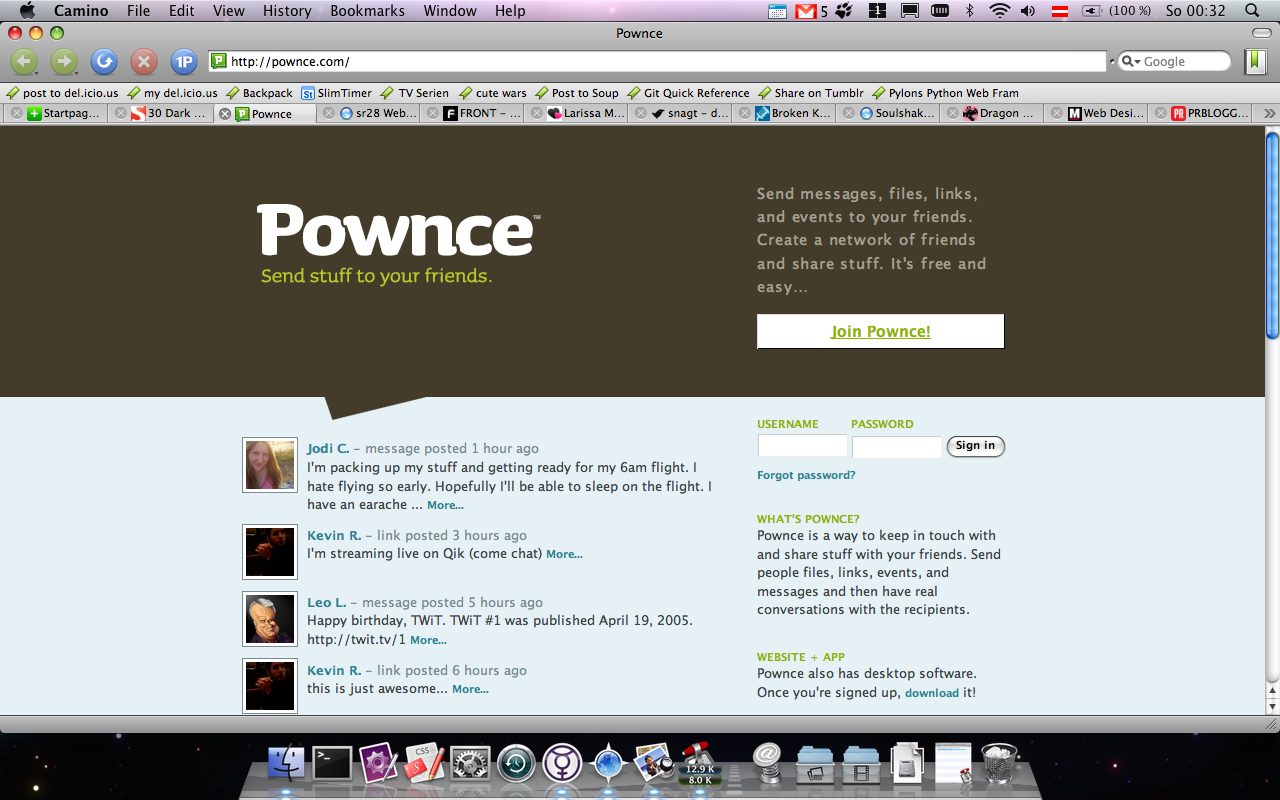 Camino File Edit View History Bookmarks Window Help 5 1 (100 %) So 00:32
Pownce
1P http://pownce.com/ Google
post to del.icio.us my del.icio.us Backpack St SlimTimer TV Serien cute wars Post to Soup Git Quick Reference Share on Tumblr Pylons Python Web Fram
Startpag... 30 Dark ... Pownce sr28 Web... FRONT – ... Larissa M... snagt – d... Broken K... Soulshak... Dragon ... Web Desi... PRBLOGG...
Pownce™
Send stuff to your friends.
Send messages, files, links,
and events to your friends.
Create a network of friends
and share stuff. It's free and
easy...
Join Pownce!
Jodi C. – message posted 1 hour ago
I'm packing up my stuff and getting ready for my 6am flight. I
hate flying so early. Hopefully I'll be able to sleep on the flight. I
have an earache ... More...
Kevin R. – link posted 3 hours ago
I'm streaming live on Qik (come chat) More...
Leo L. – message posted 5 hours ago
Happy birthday, TWiT. TWiT #1 was published April 19, 2005.
http://twit.tv/1 More...
Kevin R. – link posted 6 hours ago
this is just awesome... More...
USERNAME PASSWORD
Sign in
Forgot password?
WHAT'S POWNCE?
Pownce is a way to keep in touch with
and share stuff with your friends. Send
people files, links, events, and
messages and then have real
conversations with the recipients.
WEBSITE + APP
Pownce also has desktop software.
Once you're signed up, download it!
CSS
12.9 K
8.0 K